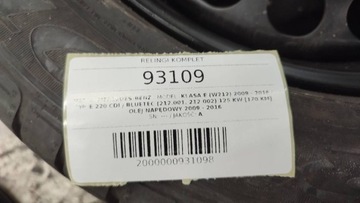 RELINGI KOMPLET
93109
BENZ KLASA E (W212) 2009 - 2016
E 220 CDI / BLUETEC (212.001, 212.002) 125 KW [170 KM]
OLEJ NAPĘDOWY 2009 - 2016
A
2000000931098